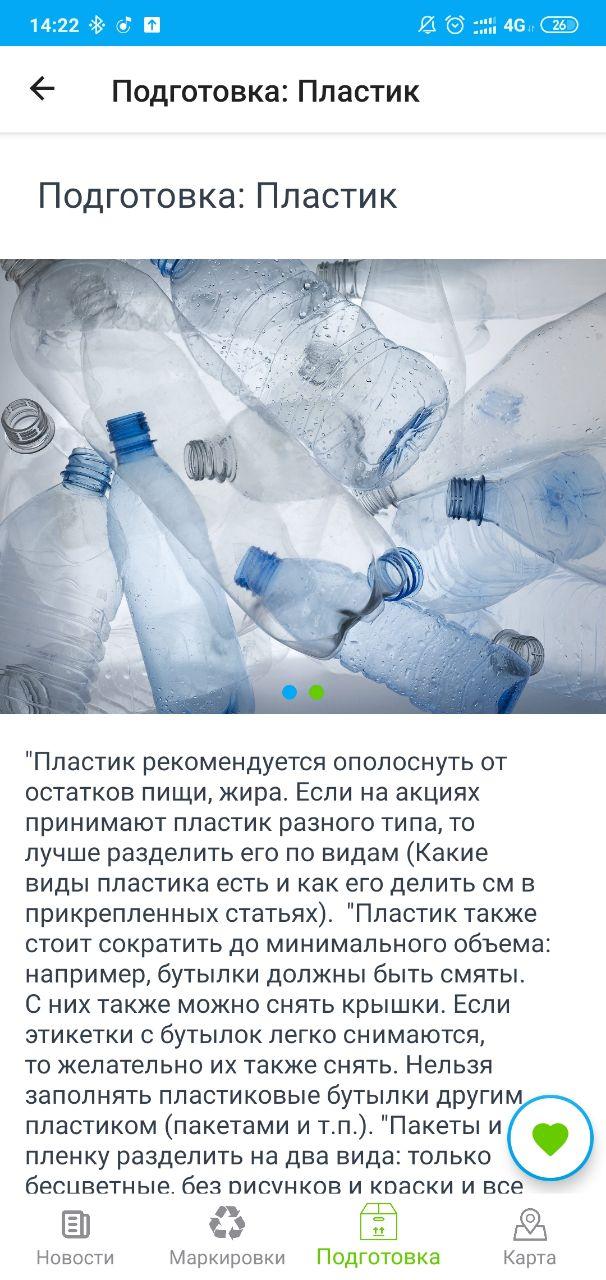 14:22
4G
26
Подготовка: Пластик
Подготовка: Пластик
"Пластик рекомендуется ополоснуть от
остатков пищи, жира. Если на акциях
принимают пластик разного типа, то
лучше разделить его по видам (Какие
виды пластика есть и как его делить см в
прикрепленных статьях).  "Пластик также
стоит сократить до минимального объема:
например, бутылки должны быть смяты.
С них также можно снять крышки. Если
этикетки с бутылок легко снимаются,
то желательно их также снять. Нельзя
заполнять пластиковые бутылки другим
пластиком (пакетами и т.п.). "Пакеты и
пленку разделить на два вида: только
бесцветные, без рисунков и краски и все
Новости
Маркировки
Подготовка
Карта